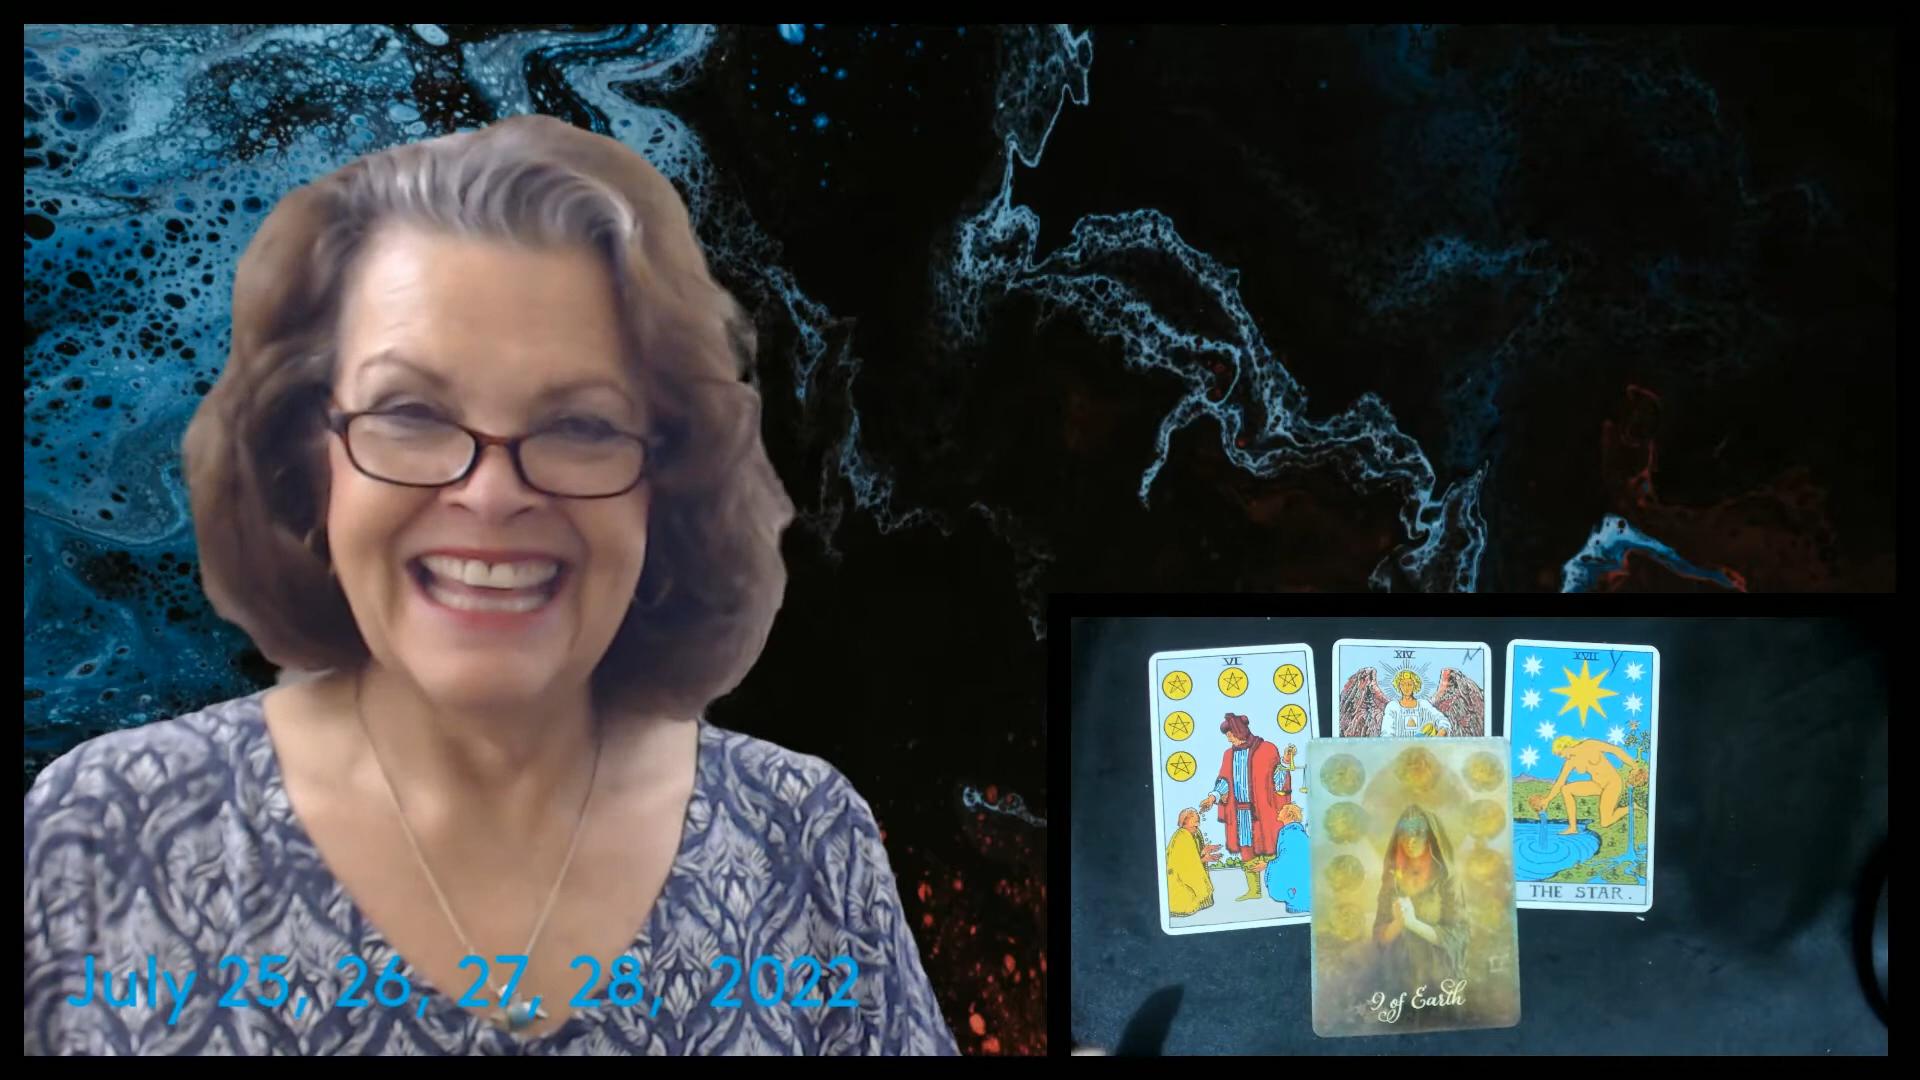 July 25, 26, 27, 28, 2022
VI
XIV
N
XVII
Y
THE STAR.
9 of Earth